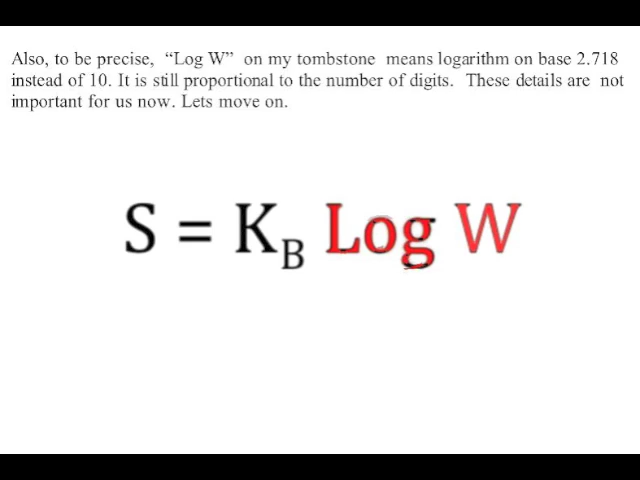 Also, to be precise, “Log W” on my tombstone means logarithm on base 2.718
instead of 10. It is still proportional to the number of digits. These details are not
important for us now. Lets move on.
S = K_B Log W